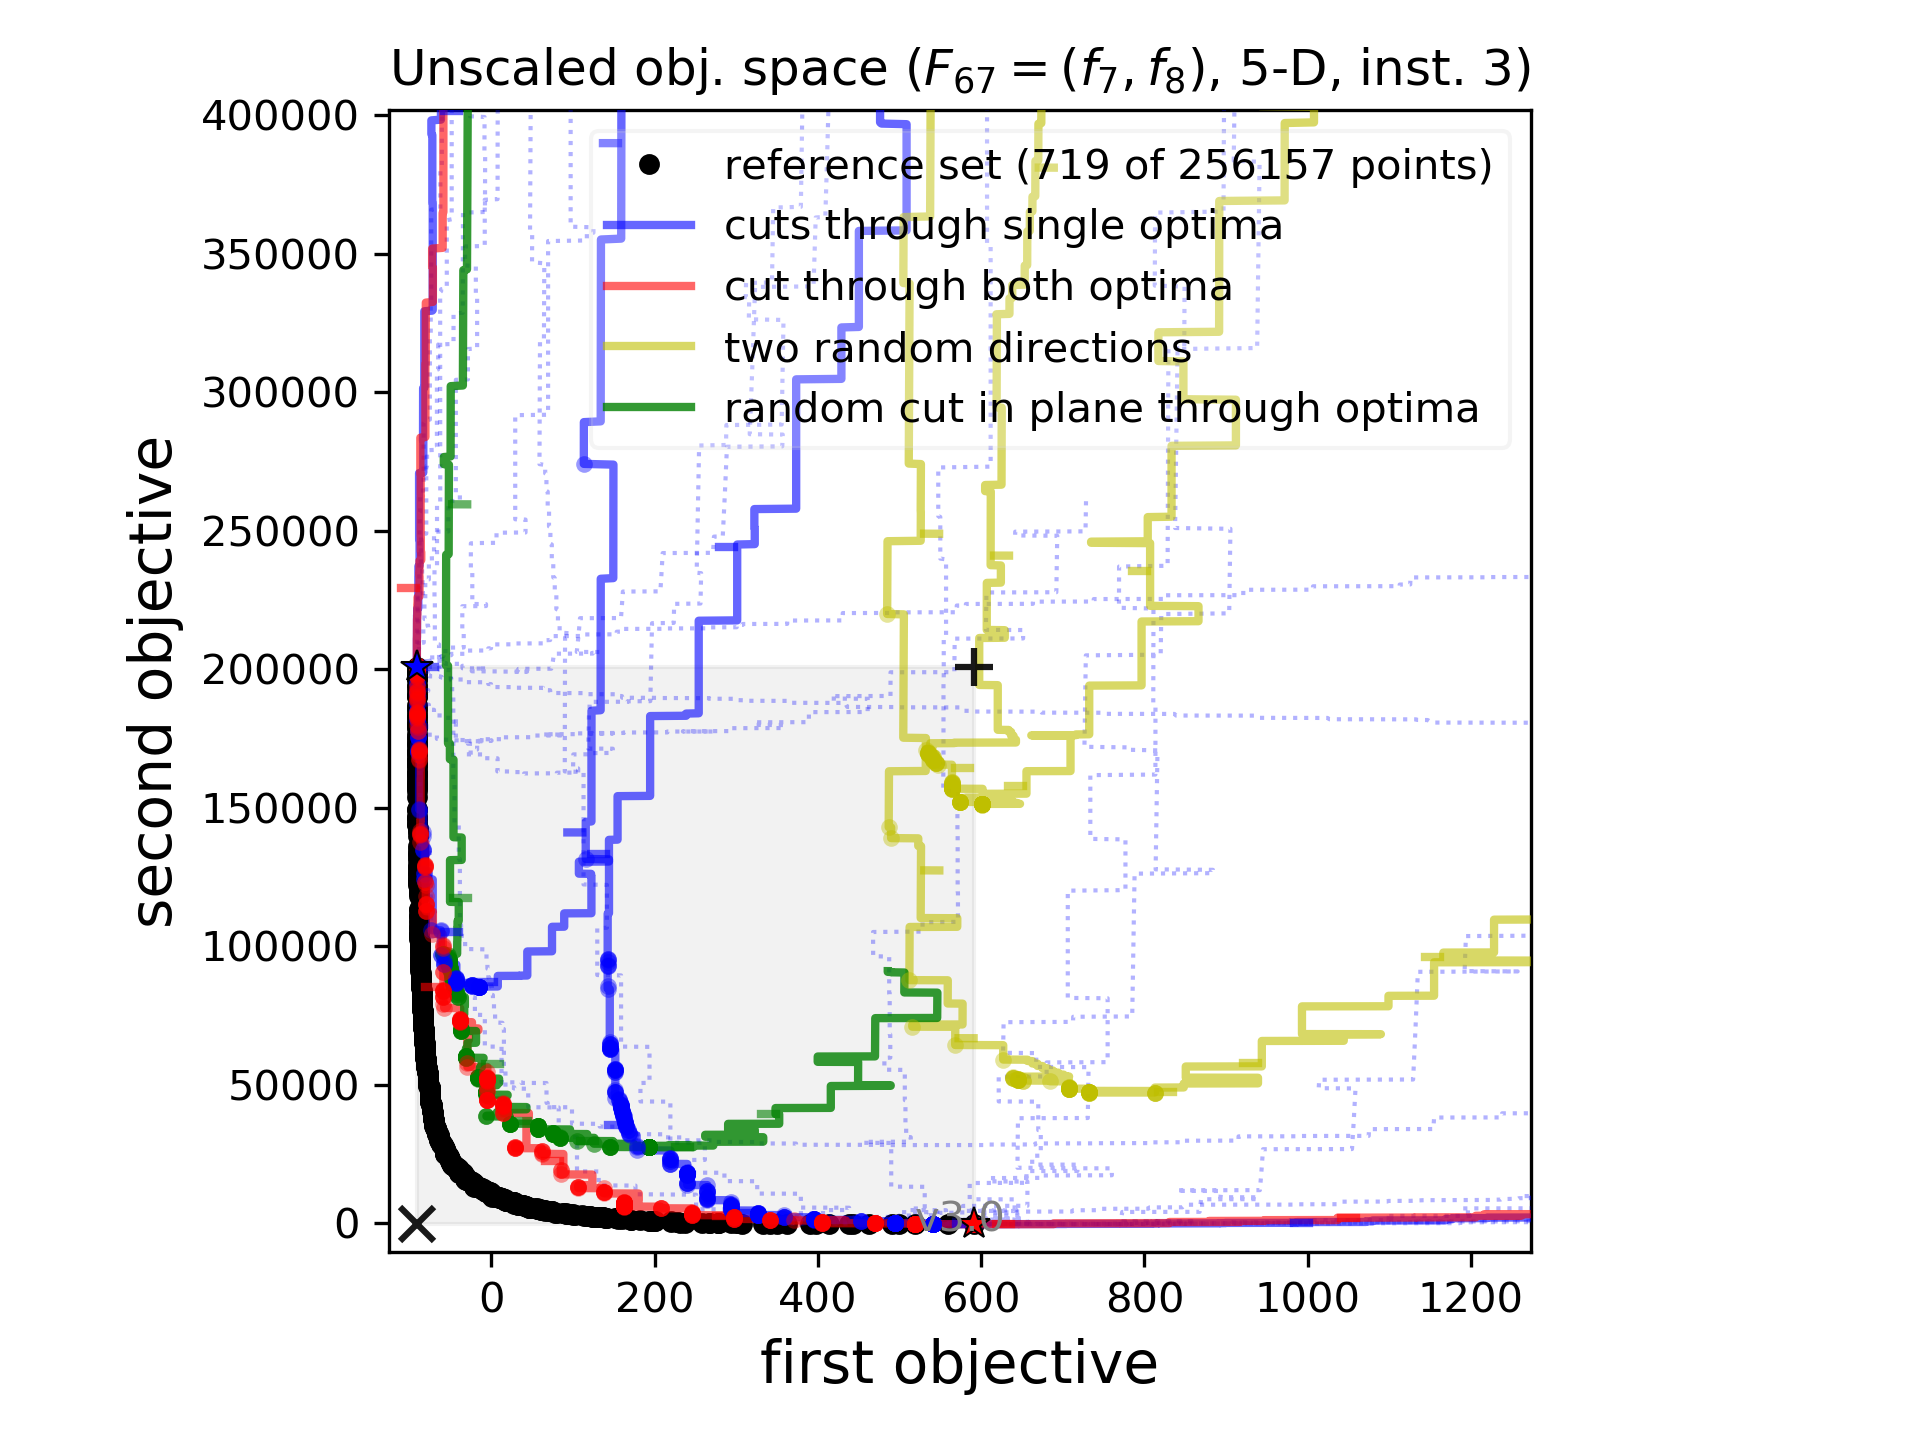 Unscaled obj. space (F67 = (f7, f8), 5-D, inst. 3)
400000
350000
300000
250000
200000
150000
100000
50000
0
second objective
reference set (719 of 256157 points)
cuts through single optima
cut through both optima
two random directions
random cut in plane through optima
v3.0
0 200 400 600 800 1000 1200
first objective